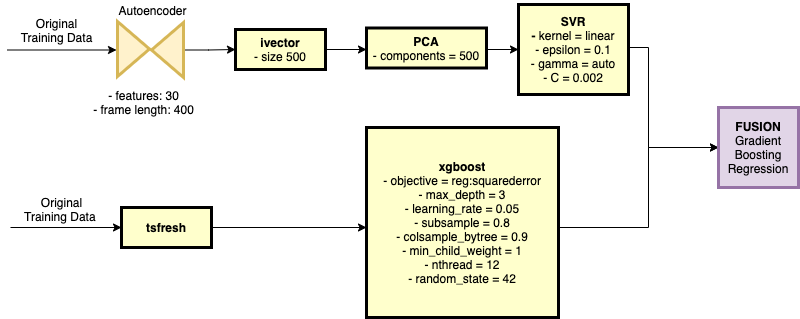 Original
Training Data
Autoencoder
- features: 30
- frame length: 400
ivector
- size 500
PCA
- components = 500
SVR
- kernel = linear
- epsilon = 0.1
- gamma = auto
- C = 0.002
FUSION
Gradient
Boosting
Regression
Original
Training Data
tsfresh
xgboost
- objective = reg:squarederror
- max_depth = 3
- learning_rate = 0.05
- subsample = 0.8
- colsample_bytree = 0.9
- min_child_weight = 1
- nthread = 12
- random_state = 42